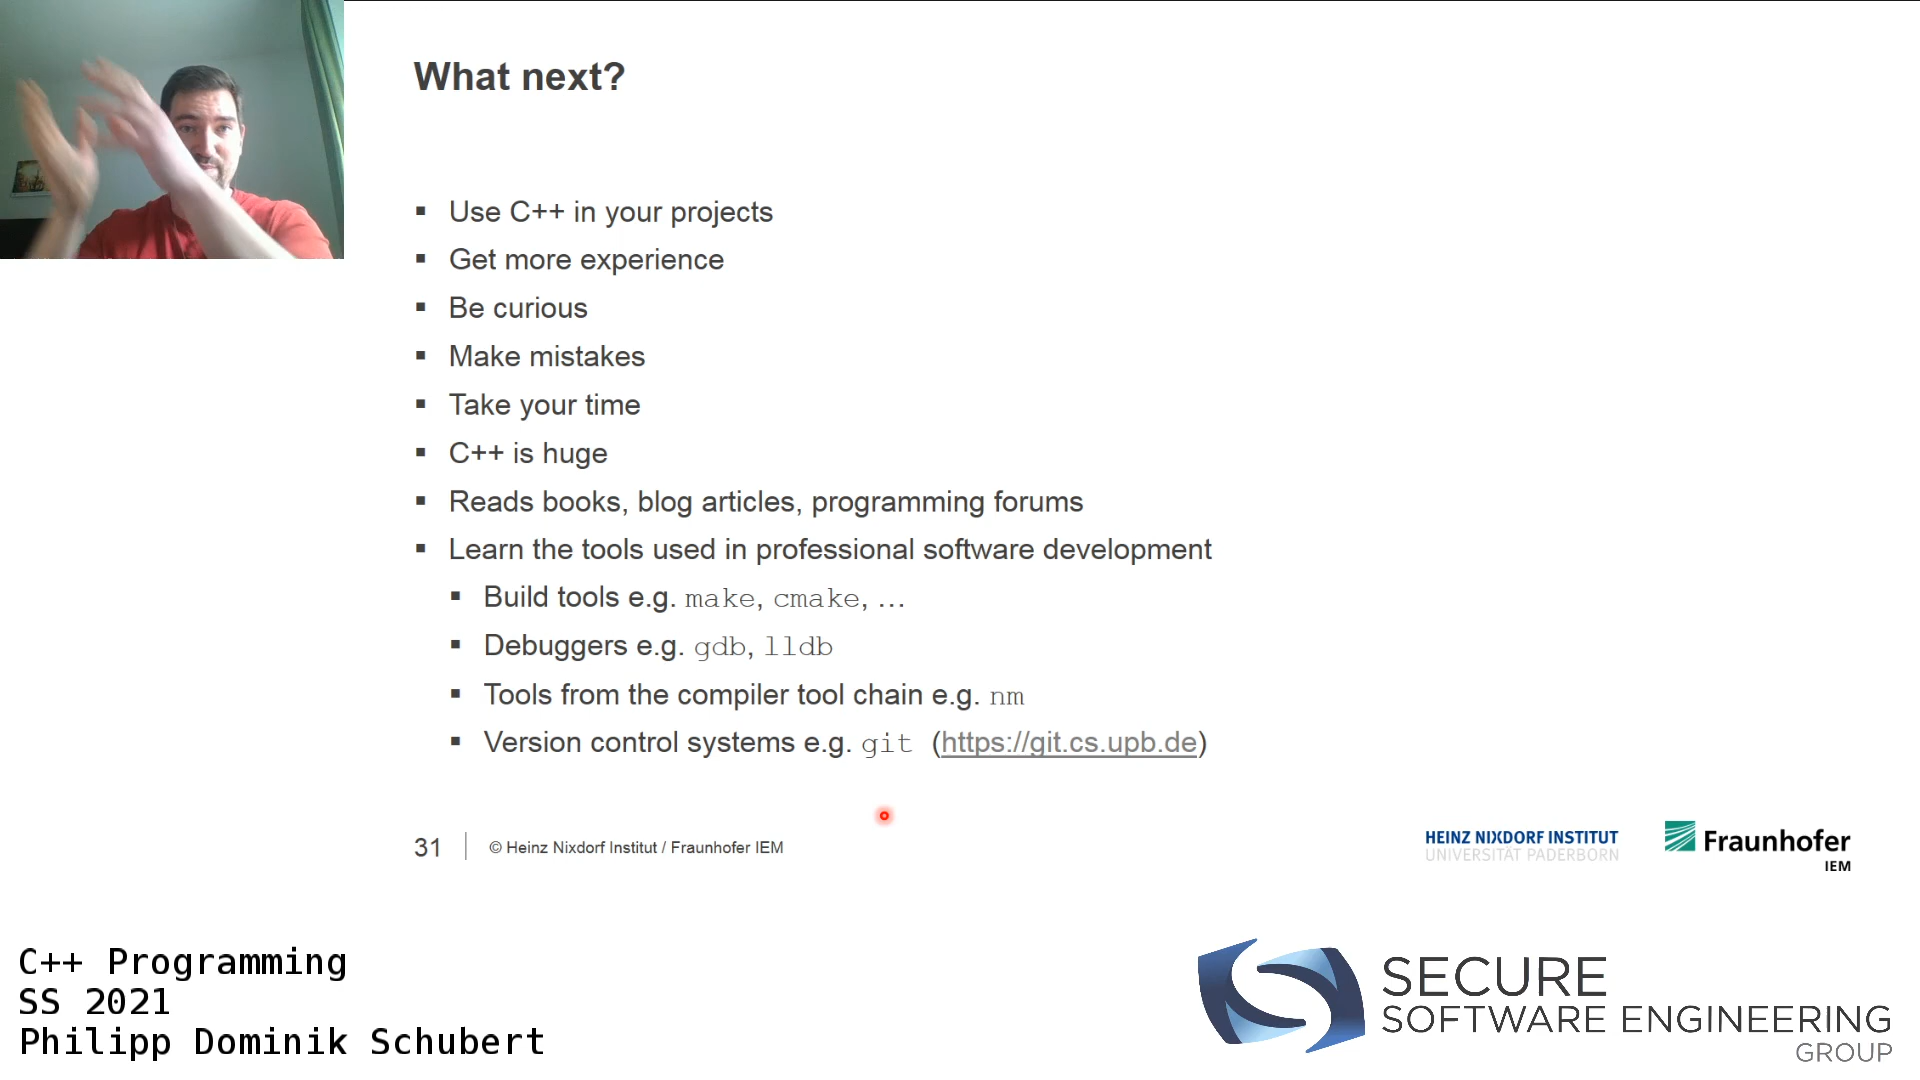 What next?
▪ Use C++ in your projects
▪ Get more experience
▪ Be curious
▪ Make mistakes
▪ Take your time
▪ C++ is huge
▪ Reads books, blog articles, programming forums
▪ Learn the tools used in professional software development
▪ Build tools e.g. make, cmake, ...
▪ Debuggers e.g. gdb, lldb
▪ Tools from the compiler tool chain e.g. nm
▪ Version control systems e.g. git (https://git.cs.upb.de)
31 © Heinz Nixdorf Institut / Fraunhofer IEM
HEINZ NIXDORF INSTITUT
UNIVERSITÄT PADERBORN
Fraunhofer
IEM
C++ Programming
SS 2021
Philipp Dominik Schubert
SECURE
SOFTWARE ENGINEERING
GROUP